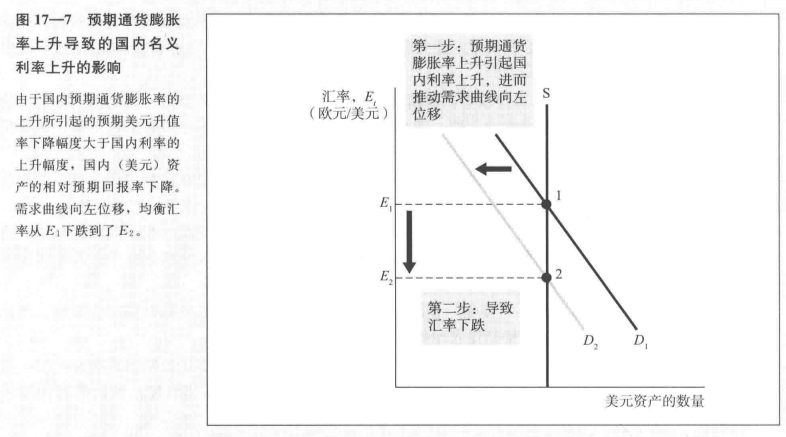 图 17—7 预期通货膨胀
率上升导致的国内名义
利率上升的影响
由于国内预期通货膨胀率的
上升所引起的预期美元升值
率下降幅度大于国内利率的
上升幅度，国内（美元）资
产的相对预期回报率下降。
需求曲线向左位移，均衡汇
率从 E₁下跌到了 E₂。
第一步：预期通货
膨胀率上升引起国
内利率上升，进而
推动需求曲线向左
位移
汇率，Eₜ
（欧元/美元）
S
1
E₁
E₂
2
第二步：导致
汇率下跌
D₂
D₁
美元资产的数量